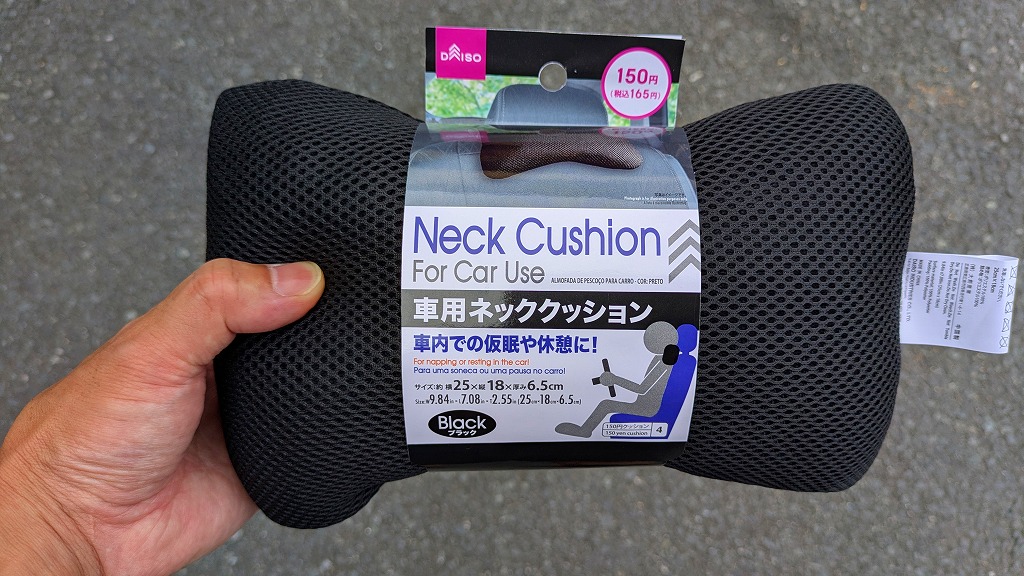 DAISO
150円
(税込165円)
Neck Cushion
For Car Use
ALMOFADA DE PESCOÇO PARA CARRO - COR: PRETO
車用ネッククッション
車内での仮眠や休憩に!
For napping or resting in the car!
Para uma soneca ou uma pausa no carro!
サイズ:約 横25×縦18×厚み6.5cm
Black
ブラック
150円クッション
150 yen cushion
4